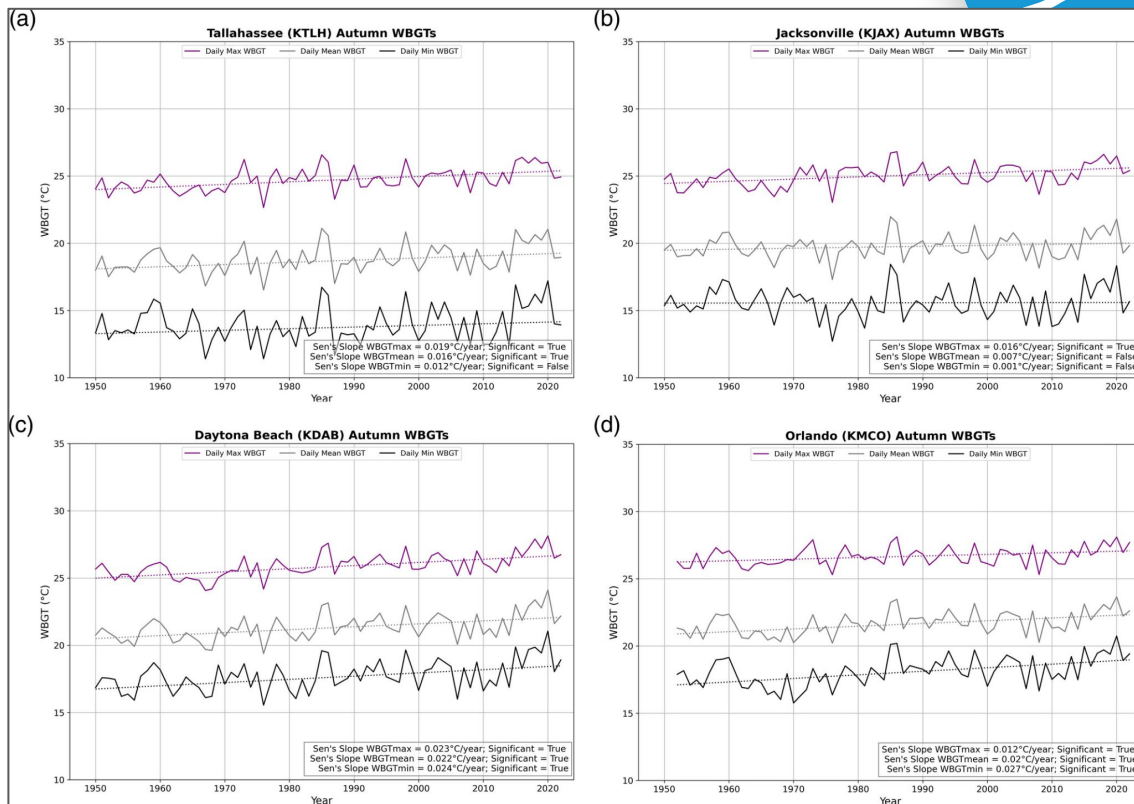 (a)
Tallahassee (KTLH) Autumn WBGTs
Daily Max WBGT Daily Mean WBGT Daily Min WBGT
WBGT (°C)
35
30
25
20
15
10
Sen's Slope WBGTmax = 0.019°C/year; Significant = True
Sen's Slope WBGTmean = 0.016°C/year; Significant = True
Sen's Slope WBGTmin = 0.012°C/year; Significant = False
1950 1960 1970 1980 1990 2000 2010 2020
Year
(b)
Jacksonville (KJAX) Autumn WBGTs
Daily Max WBGT Daily Mean WBGT Daily Min WBGT
WBGT (°C)
35
30
25
20
15
10
Sen's Slope WBGTmax = 0.016°C/year; Significant = True
Sen's Slope WBGTmean = 0.007°C/year; Significant = False
Sen's Slope WBGTmin = 0.001°C/year; Significant = False
1950 1960 1970 1980 1990 2000 2010 2020
Year
(c)
Daytona Beach (KDAB) Autumn WBGTs
Daily Max WBGT Daily Mean WBGT Daily Min WBGT
WBGT (°C)
35
30
25
20
15
10
Sen's Slope WBGTmax = 0.023°C/year; Significant = True
Sen's Slope WBGTmean = 0.022°C/year; Significant = True
Sen's Slope WBGTmin = 0.024°C/year; Significant = True
1950 1960 1970 1980 1990 2000 2010 2020
Year
(d)
Orlando (KMCO) Autumn WBGTs
Daily Max WBGT Daily Mean WBGT Daily Min WBGT
WBGT (°C)
35
30
25
20
15
10
Sen's Slope WBGTmax = 0.012°C/year; Significant = True
Sen's Slope WBGTmean = 0.02°C/year; Significant = True
Sen's Slope WBGTmin = 0.027°C/year; Significant = True
1950 1960 1970 1980 1990 2000 2010 2020
Year